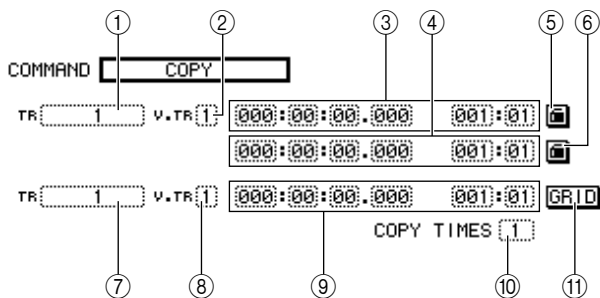 ① ② ③ ④ ⑤ ⑥
COMMAND COPY
TR 1 V.TR 1 000:00:00.000 001:01
000:00:00.000 001:01
TR 1 V.TR 1 000:00:00.000 001:01 GRID
COPY TIMES 1
⑦ ⑧ ⑨ ⑩ ⑪